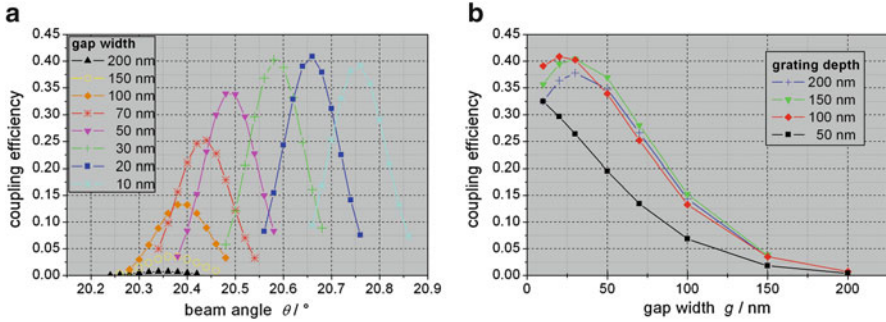 a
gap width
200 nm
150 nm
100 nm
70 nm
50 nm
30 nm
20 nm
10 nm
coupling efficiency
0.45
0.40
0.35
0.30
0.25
0.20
0.15
0.10
0.05
0.00
20.2 20.3 20.4 20.5 20.6 20.7 20.8 20.9
beam angle θ / °
b
grating depth
200 nm
150 nm
100 nm
50 nm
coupling efficiency
0.45
0.40
0.35
0.30
0.25
0.20
0.15
0.10
0.05
0.00
0 50 100 150 200
gap width g / nm